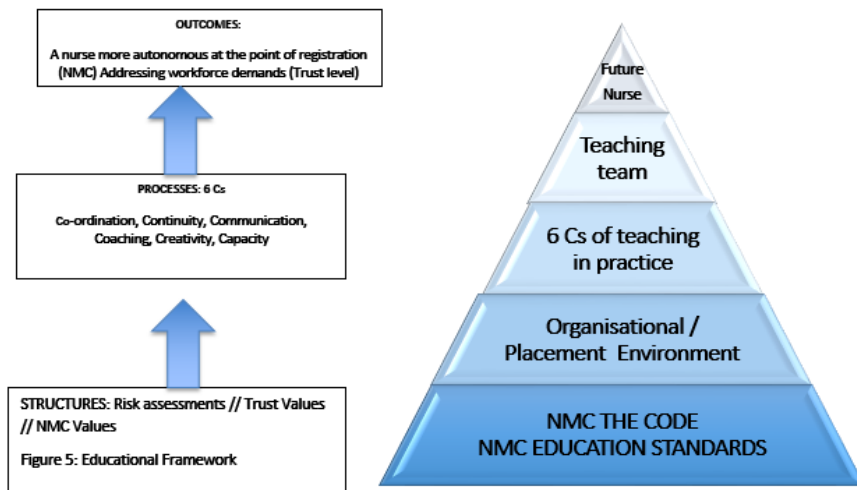 OUTCOMES:
A nurse more autonomous at the point of registration
(NMC) Addressing workforce demands (Trust level)
PROCESSES: 6 Cs
Co-ordination, Continuity, Communication,
Coaching, Creativity, Capacity
STRUCTURES: Risk assessments // Trust Values
// NMC Values
Figure 5: Educational Framework
Future
Nurse
Teaching
team
6 Cs of teaching
in practice
Organisational /
Placement Environment
NMC THE CODE
NMC EDUCATION STANDARDS